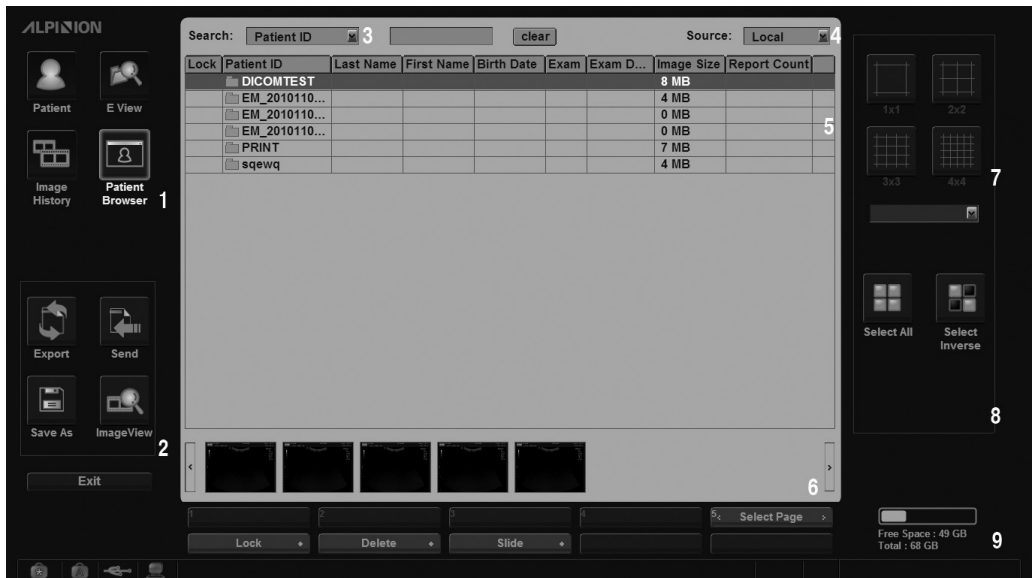 ALPINION
Search: Patient ID 3 clear Source: Local 4
Lock Patient ID Last Name First Name Birth Date Exam Exam D... Image Size Report Count
DICOMTEST 8 MB
EM_2010110... 4 MB
EM_2010110... 0 MB
EM_2010110... 0 MB
5
PRINT 7 MB
sqewq 4 MB
Patient E View
Image History
Patient Browser
1
Export Send
Save As ImageView
2
Exit
6
1 2 3 4 5 Select Page
Lock Delete Slide
1x1 2x2
3x3 4x4
7
Select All
Select Inverse
8
Free Space : 49 GB
Total : 68 GB
9